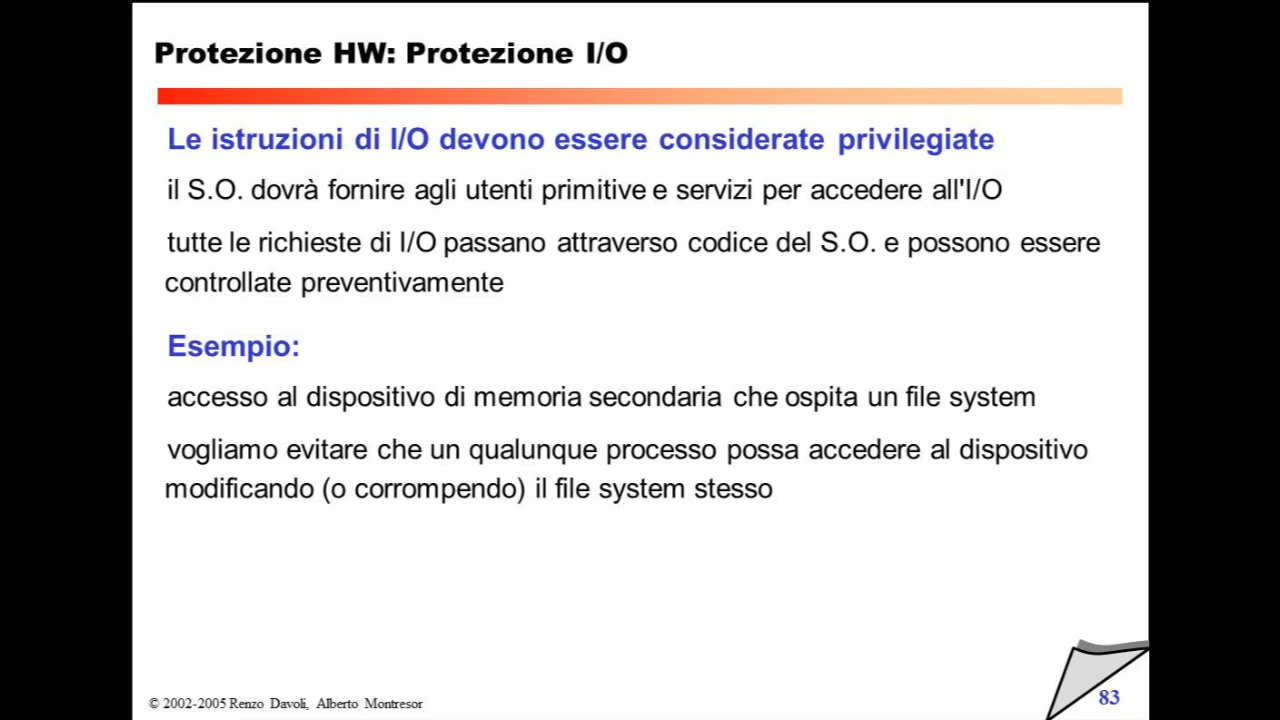 Protezione HW: Protezione I/O
Le istruzioni di I/O devono essere considerate privilegiate
il S.O. dovrà fornire agli utenti primitive e servizi per accedere all'I/O
tutte le richieste di I/O passano attraverso codice del S.O. e possono essere
controllate preventivamente
Esempio:
accesso al dispositivo di memoria secondaria che ospita un file system
vogliamo evitare che un qualunque processo possa accedere al dispositivo
modificando (o corrompendo) il file system stesso
© 2002-2005 Renzo Davoli, Alberto Montresor
83